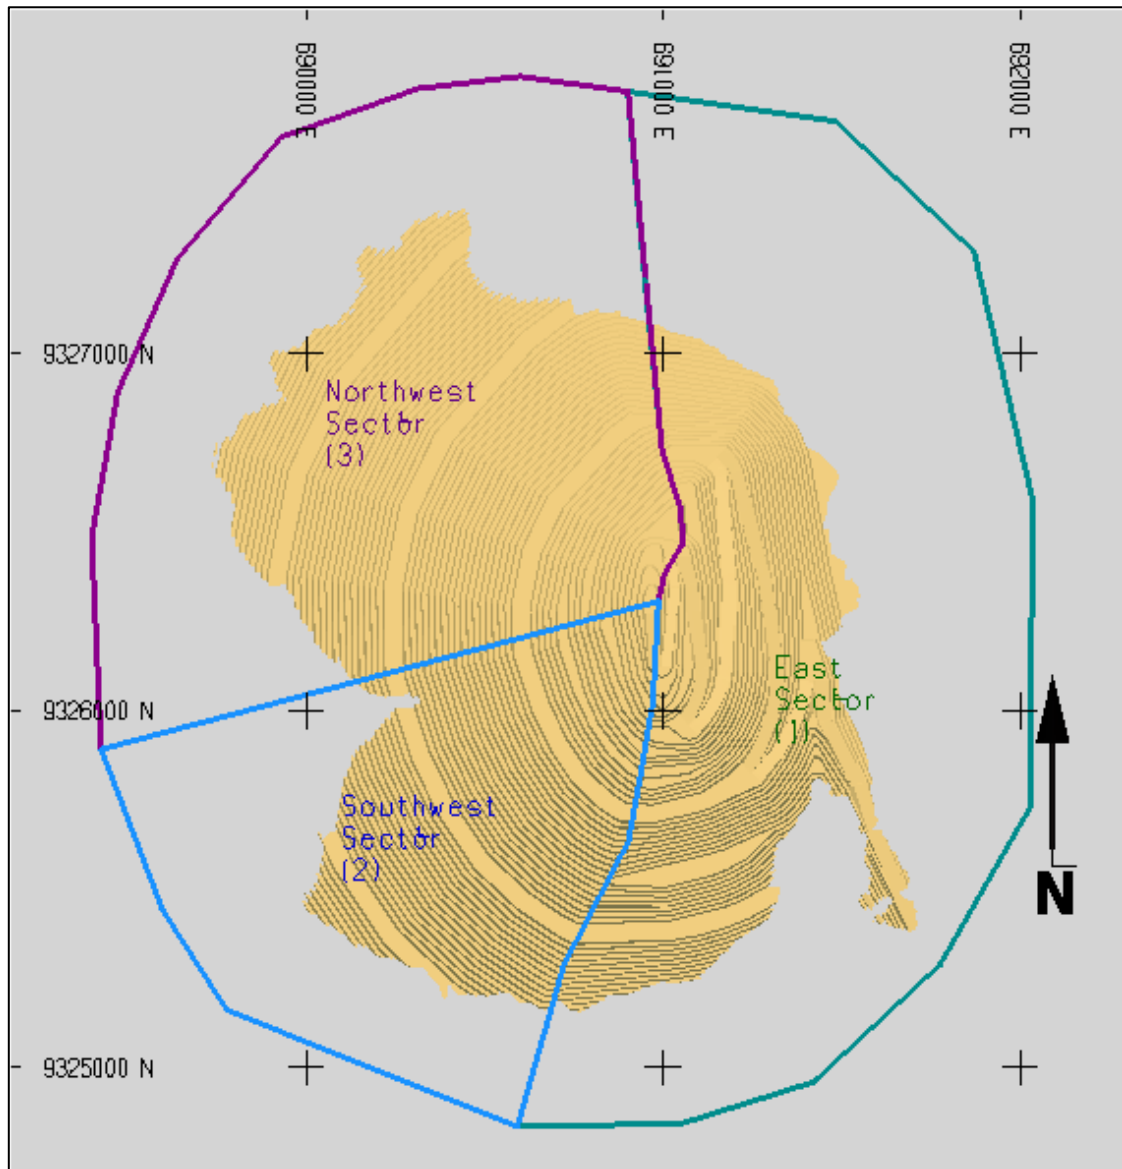 690000 E
691000 E
692000 E
9327000 N
Northwest
Sector
(3)
East
Sector
(1)
9326000 N
Southwest
Sector
(2)
N
9325000 N